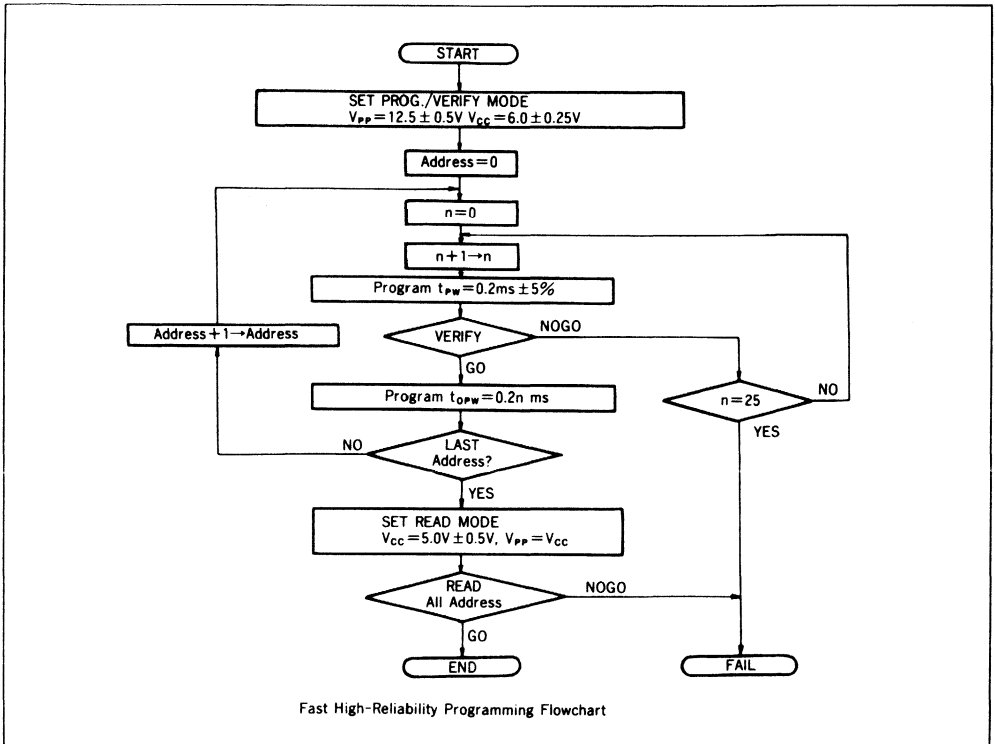 START
SET PROG./VERIFY MODE
VPP=12.5±0.5V VCC=6.0±0.25V
Address=0
n=0
n+1→n
Program tPW=0.2ms±5%
VERIFY
NOGO
GO
Address+1→Address
Program tOPW=0.2n ms
n=25
NO
YES
LAST
Address?
NO
YES
SET READ MODE
VCC=5.0V±0.5V, VPP=VCC
READ
All Address
NOGO
GO
END
FAIL
Fast High-Reliability Programming Flowchart